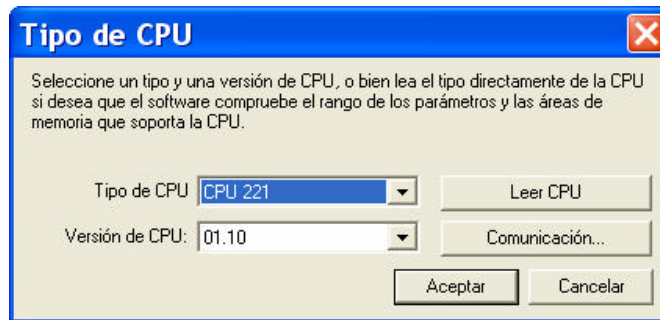 Tipo de CPU
Seleccione un tipo y una versión de CPU, o bien lea el tipo directamente de la CPU
si desea que el software compruebe el rango de los parámetros y las áreas de
memoria que soporta la CPU.
Tipo de CPU CPU 221 Leer CPU
Versión de CPU: 01.10 Comunicación...
Aceptar Cancelar